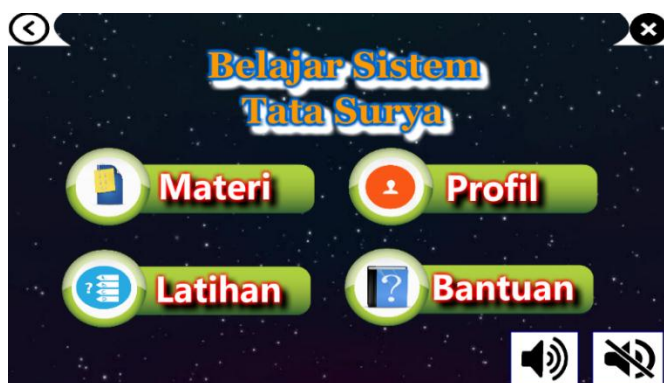 Belajar Sistem
Tata Surya
Materi
Profil
Latihan
Bantuan